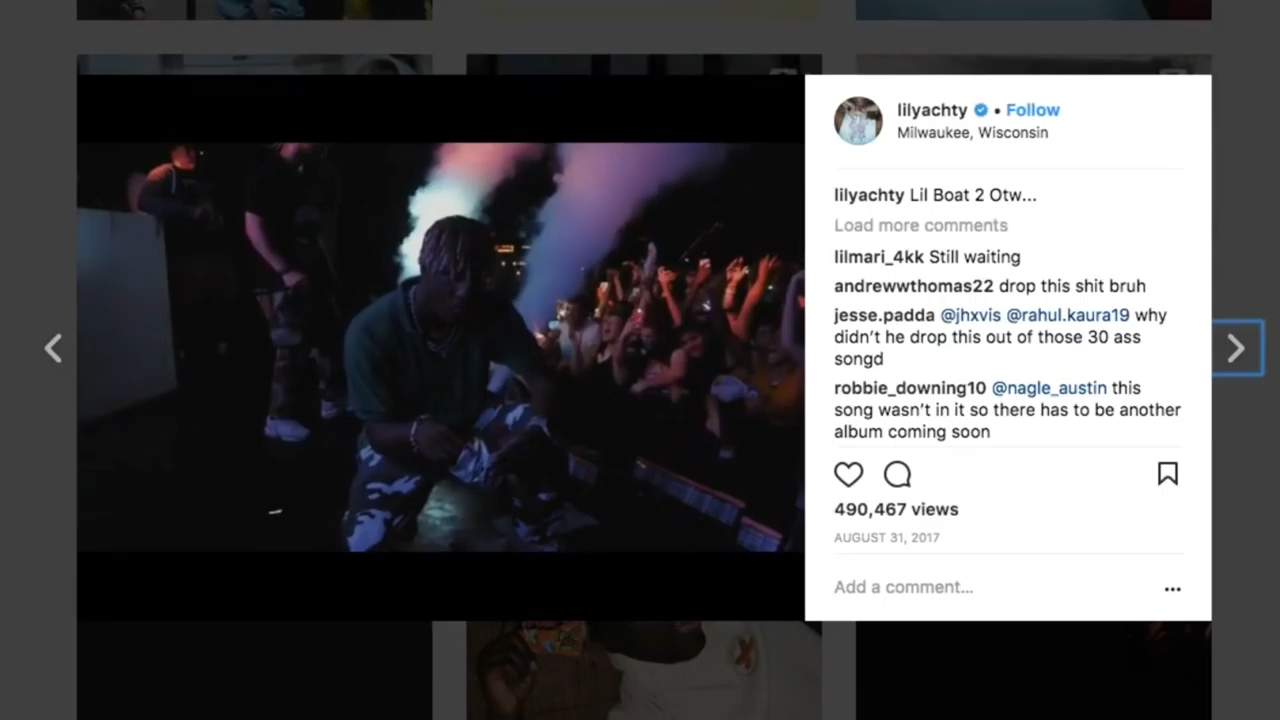 lilyachty • Follow
Milwaukee, Wisconsin
lilyachty Lil Boat 2 Otw...
Load more comments
lilmari_4kk Still waiting
andrewwthomas22 drop this shit bruh
jesse.padda @jhxvis @rahul.kaura19 why
didn't he drop this out of those 30 ass
songd
robbie_downing10 @nagle_austin this
song wasn't in it so there has to be another
album coming soon
490,467 views
AUGUST 31, 2017
Add a comment...